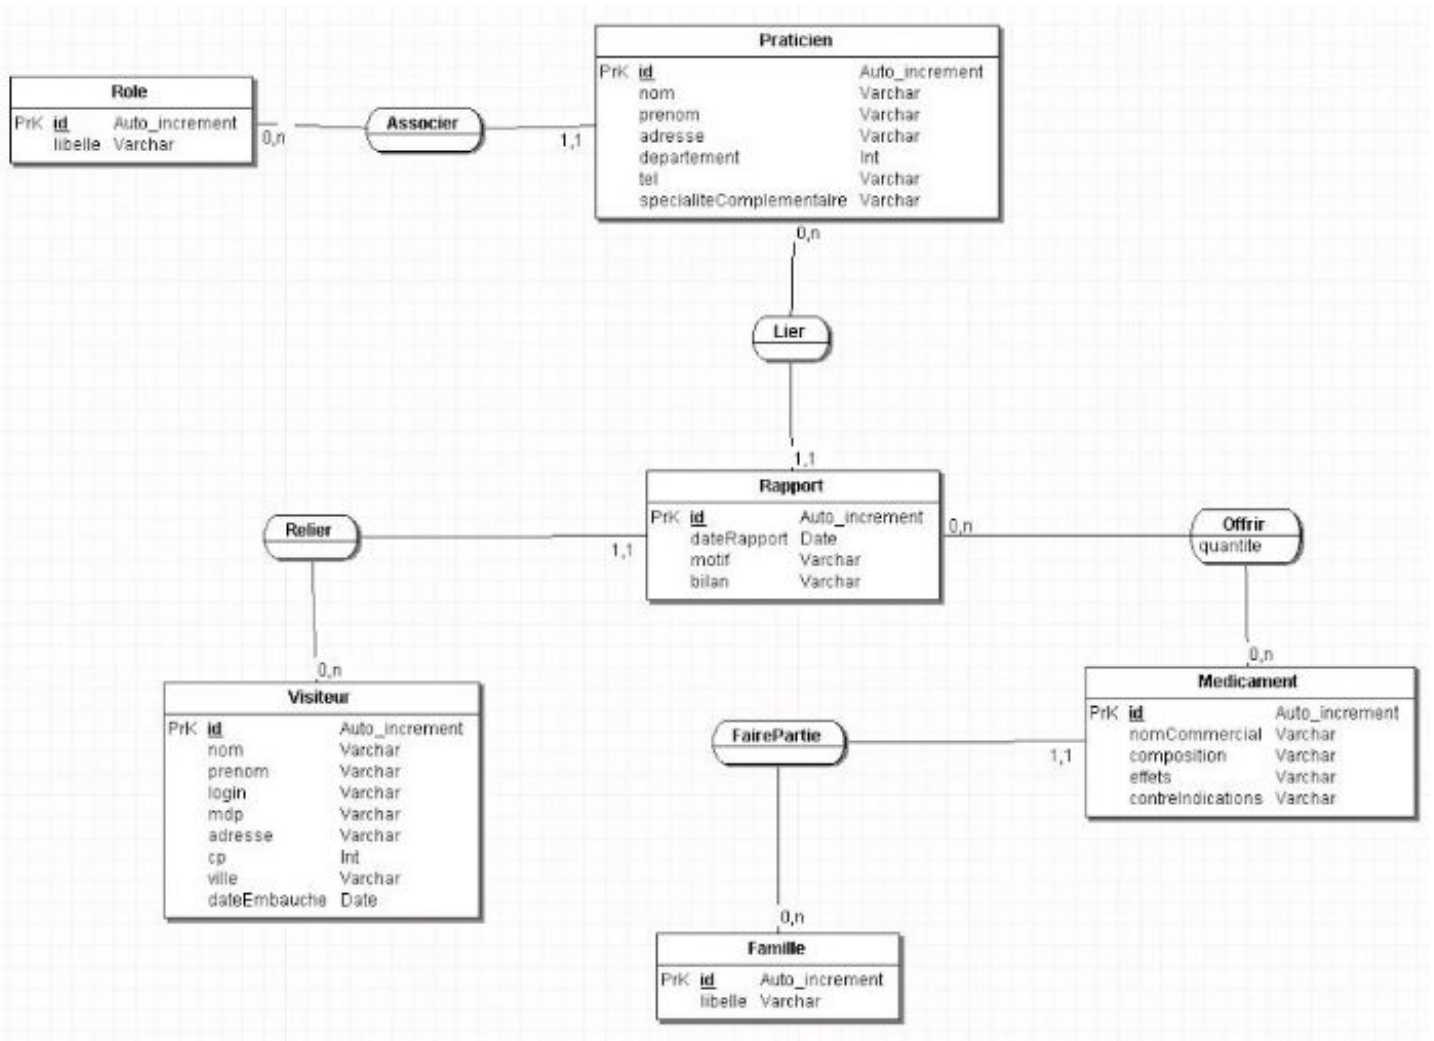 Praticien
PrK id Auto_increment
nom Varchar
prenom Varchar
adresse Varchar
departement Int
tel Varchar
specialiteComplementaire Varchar
Role
PrK id Auto_increment
libelle Varchar
0,n
Associer
1,1
0,n
Lier
1,1
Rapport
PrK id Auto_increment
dateRapport Date
motif Varchar
bilan Varchar
Relier
1,1
0,n
Offrir
quantite
0,n
0,n
Visiteur
PrK id Auto_increment
nom Varchar
prenom Varchar
login Varchar
mdp Varchar
adresse Varchar
cp Int
ville Varchar
dateEmbauche Date
Medicament
PrK id Auto_increment
nomCommercial Varchar
composition Varchar
effets Varchar
contreIndications Varchar
FairePartie
1,1
0,n
Famille
PrK id Auto_increment
libelle Varchar